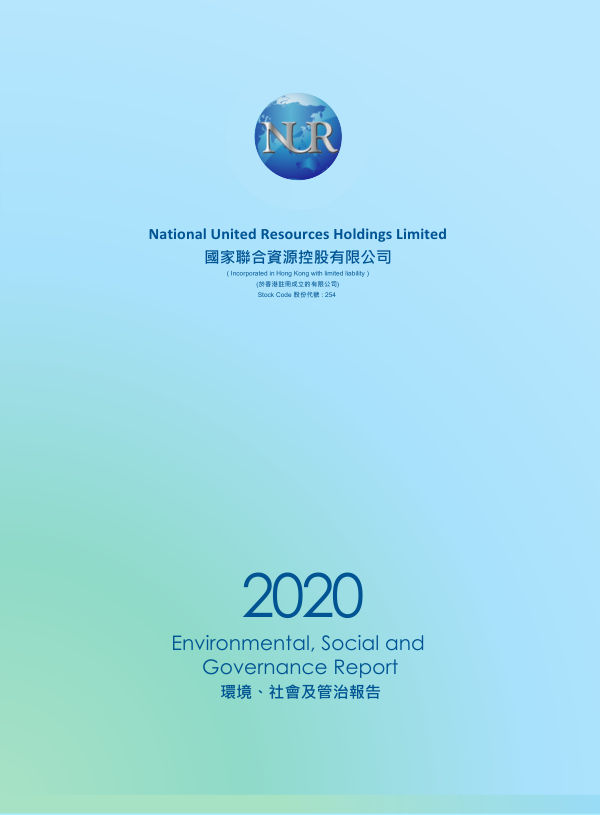 NUR
National United Resources Holdings Limited
國家聯合資源控股有限公司
( Incorporated in Hong Kong with limited liability )
(於香港註冊成立的有限公司)
Stock Code 股份代號 : 254
2020
Environmental, Social and
Governance Report
環境、社會及管治報告